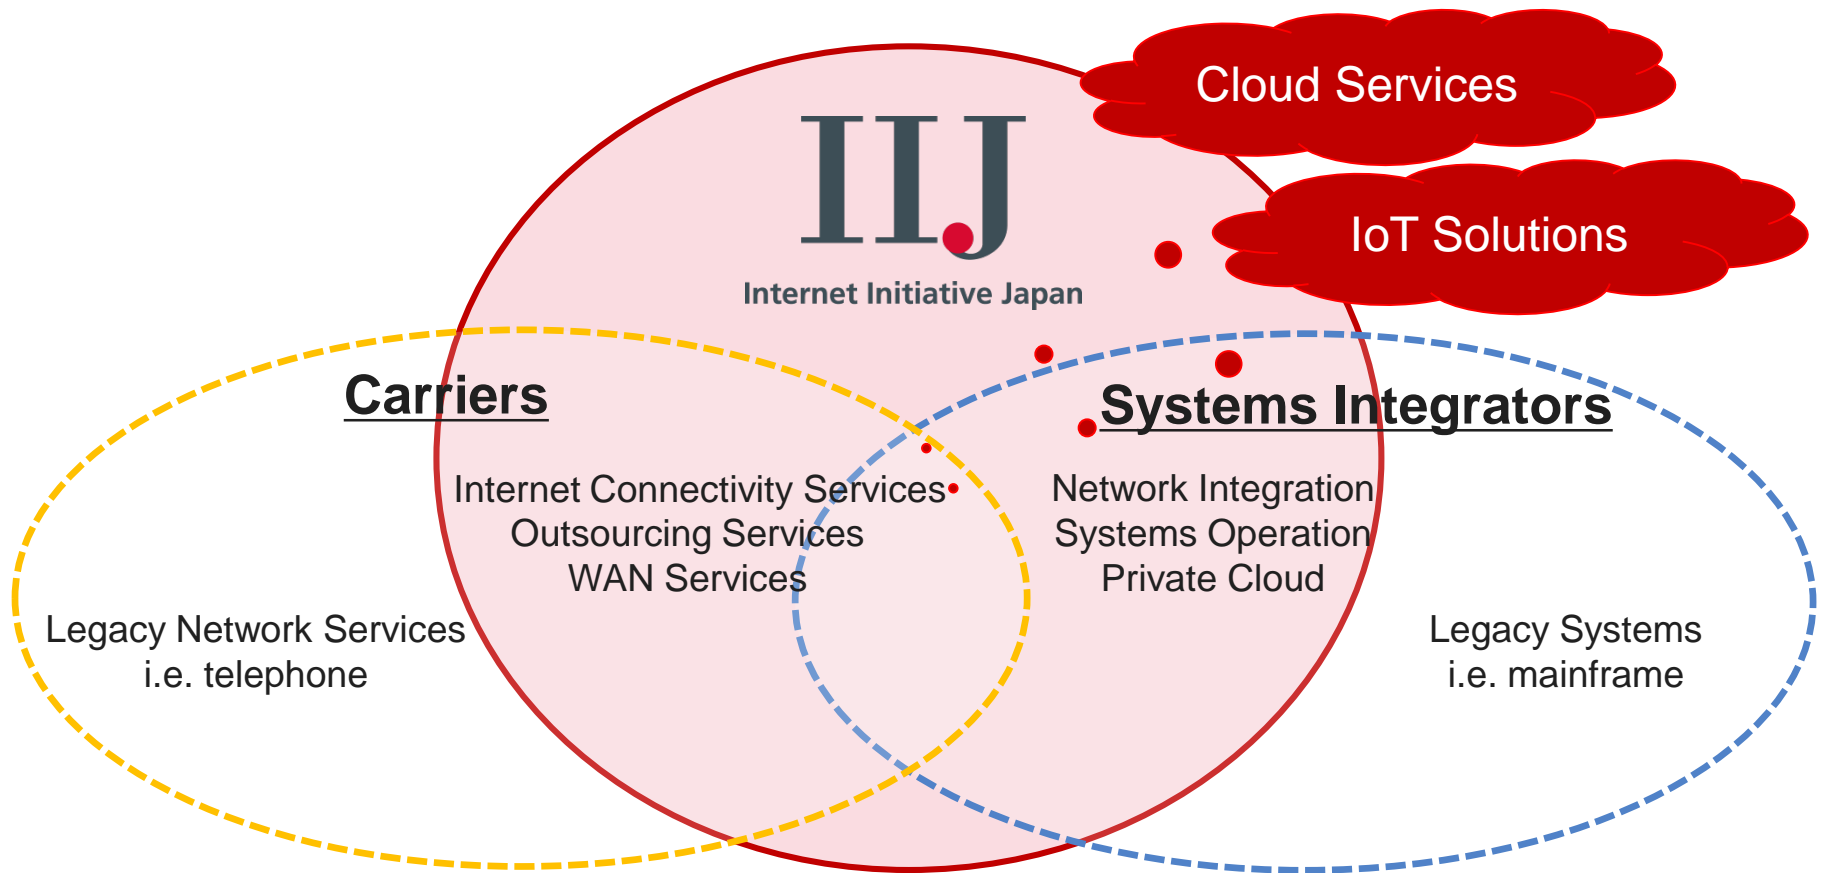 Cloud Services
IIJ
IoT Solutions
Internet Initiative Japan
Carriers
Systems Integrators
Internet Connectivity Services
Outsourcing Services
WAN Services
Network Integration
Systems Operation
Private Cloud
Legacy Network Services
i.e. telephone
Legacy Systems
i.e. mainframe